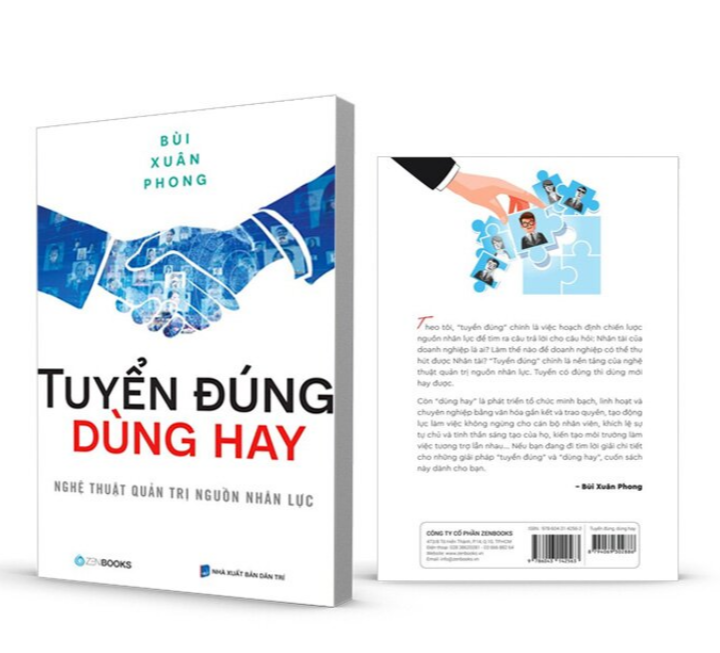 BÙI
XUÂN
PHONG
TUYỂN ĐÚNG
DÙNG HAY
NGHỆ THUẬT QUẢN TRỊ NGUỒN NHÂN LỰC
ZENBOOKS
NHÀ XUẤT BẢN DÂN TRÍ
Theo tôi, "tuyển đúng" chính là việc hoạch định chiến lược
nguồn nhân lực để tìm ra câu trả lời cho câu hỏi: Nhân tài của
doanh nghiệp là ai? Làm thế nào để doanh nghiệp có thể thu
hút được Nhân tài? "Tuyển đúng" chính là nền tảng của nghệ
thuật quản trị nguồn nhân lực. Tuyển có đúng thì dùng mới
hay được.
Còn "dùng hay" là phát triển tổ chức minh bạch, linh hoạt và
chuyên nghiệp bằng văn hóa gắn kết và trao quyền, tạo động
lực làm việc không ngừng cho cán bộ nhân viên, khích lệ sự
tự chủ và tinh thần sáng tạo của họ, kiến tạo môi trường làm
việc tương trợ lẫn nhau.... Nếu bạn đang đi tìm lời giải chi tiết
cho những giải pháp "tuyển đúng" và "dùng hay", cuốn sách
này dành cho bạn.
– Bùi Xuân Phong
CÔNG TY CỔ PHẦN ZENBOOKS
Email: info@zenbooks.vn
Tuyển đúng, dùng hay